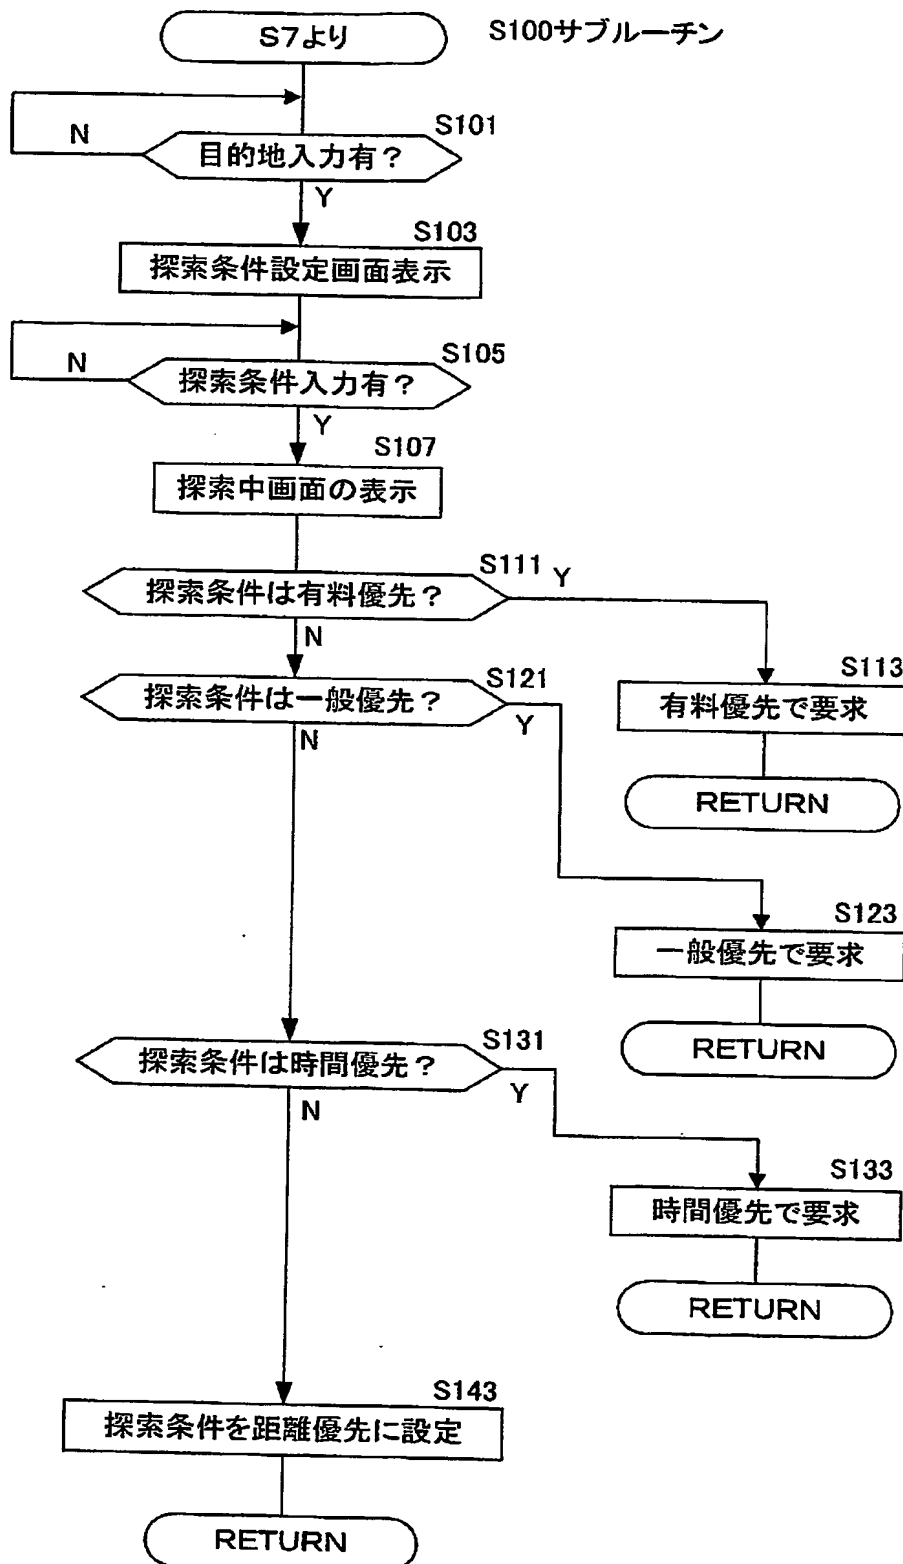 S7より
S100サブルーチン
S101
N
目的地入力有?
Y
S103
探索条件設定画面表示
S105
N
探索条件入力有?
Y
S107
探索中画面の表示
S111
Y
探索条件は有料優先?
N
S113
有料優先で要求
RETURN
S121
探索条件は一般優先?
Y
N
S123
一般優先で要求
RETURN
S131
探索条件は時間優先?
Y
N
S133
時間優先で要求
RETURN
S143
探索条件を距離優先に設定
RETURN